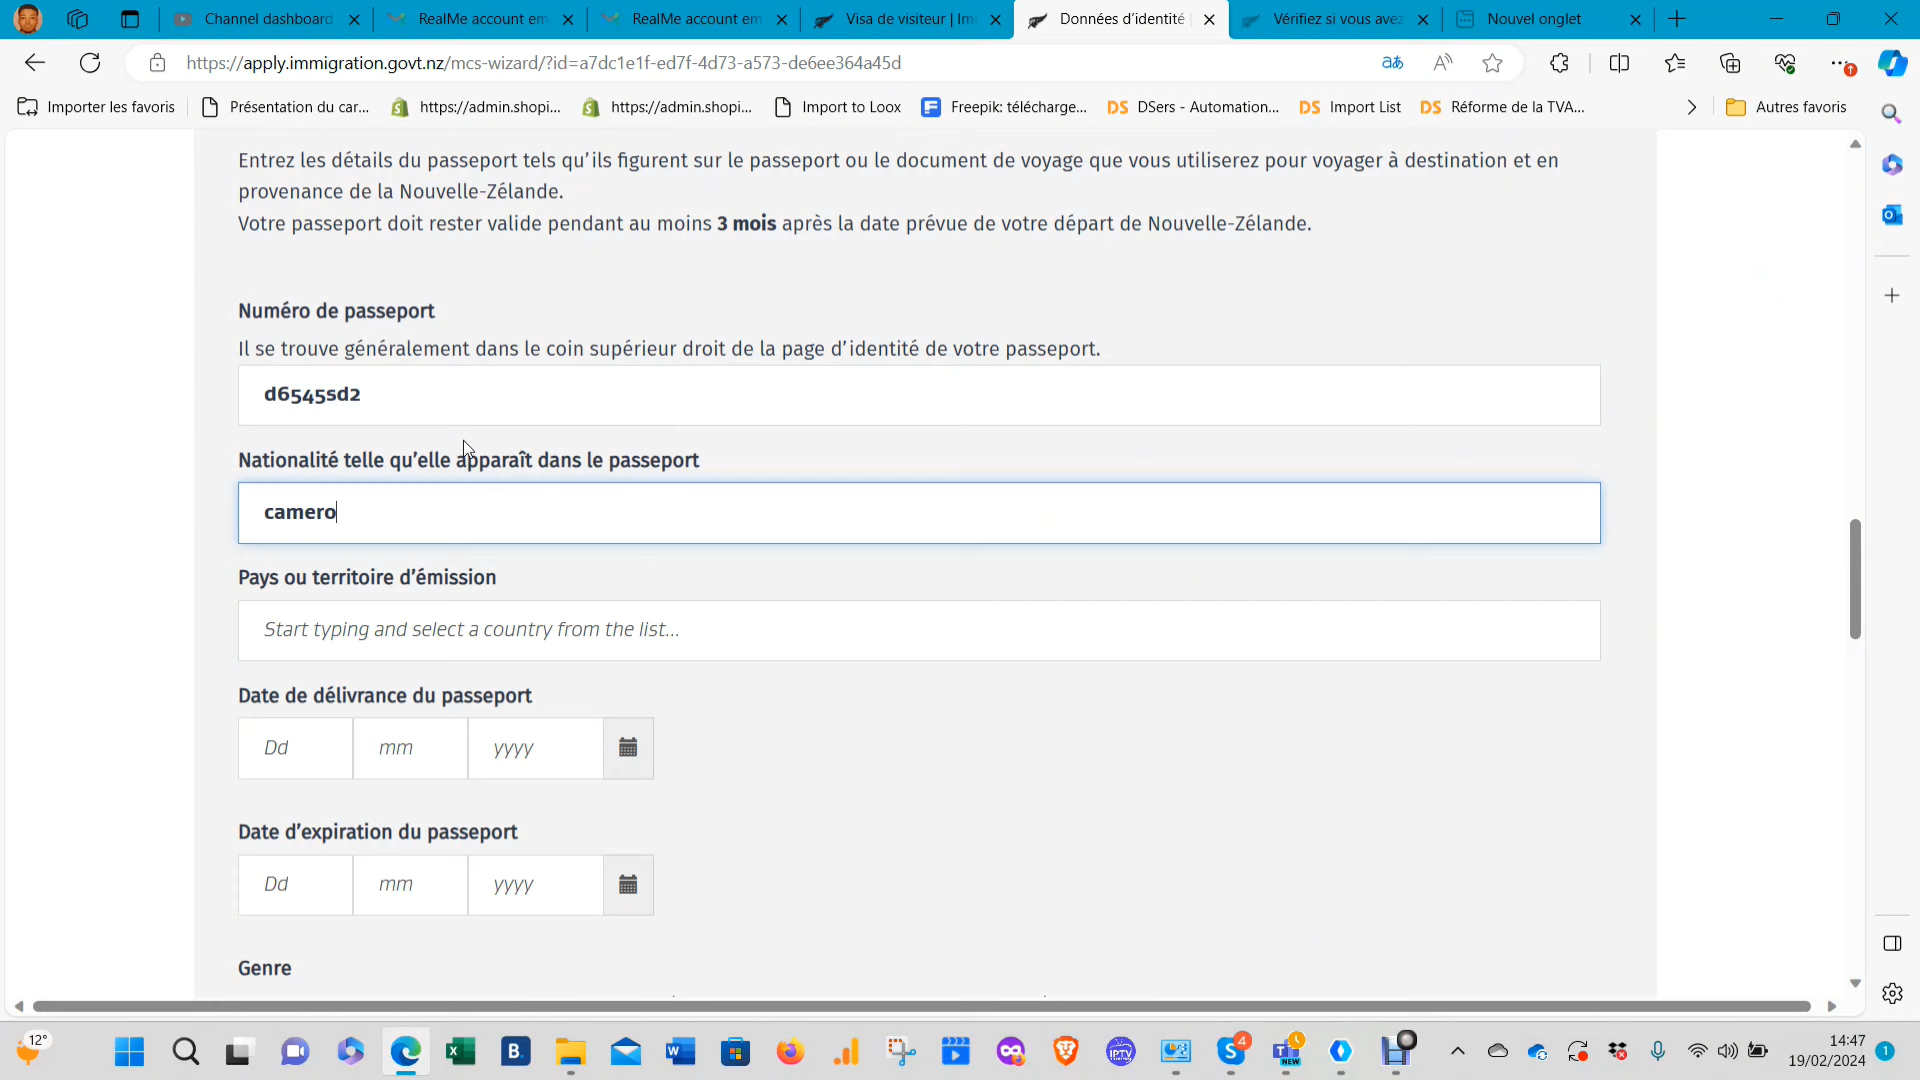 Channel dashboard
RealMe account em
RealMe account em
Visa de visiteur | Im
Données d'identité
Vérifiez si vous avez
Nouvel onglet
https://apply.immigration.govt.nz/mcs-wizard/?id=a7dc1e1f-ed7f-4d73-a573-de6ee364a45d
Importer les favoris
Présentation du car...
https://admin.shopi...
https://admin.shopi...
Import to Loox
Freepik: télécharge...
DSers - Automation...
Import List
Réforme de la TVA...
Autres favoris
Entrez les détails du passeport tels qu'ils figurent sur le passeport ou le document de voyage que vous utiliserez pour voyager à destination et en
provenance de la Nouvelle-Zélande.
Votre passeport doit rester valide pendant au moins 3 mois après la date prévue de votre départ de Nouvelle-Zélande.
Numéro de passeport
Il se trouve généralement dans le coin supérieur droit de la page d'identité de votre passeport.
d6545sd2
Nationalité telle qu'elle apparaît dans le passeport
camero
Pays ou territoire d'émission
Start typing and select a country from the list...
Date de délivrance du passeport
Dd mm yyyy
Date d'expiration du passeport
Dd mm yyyy
Genre
12°
14:47
19/02/2024